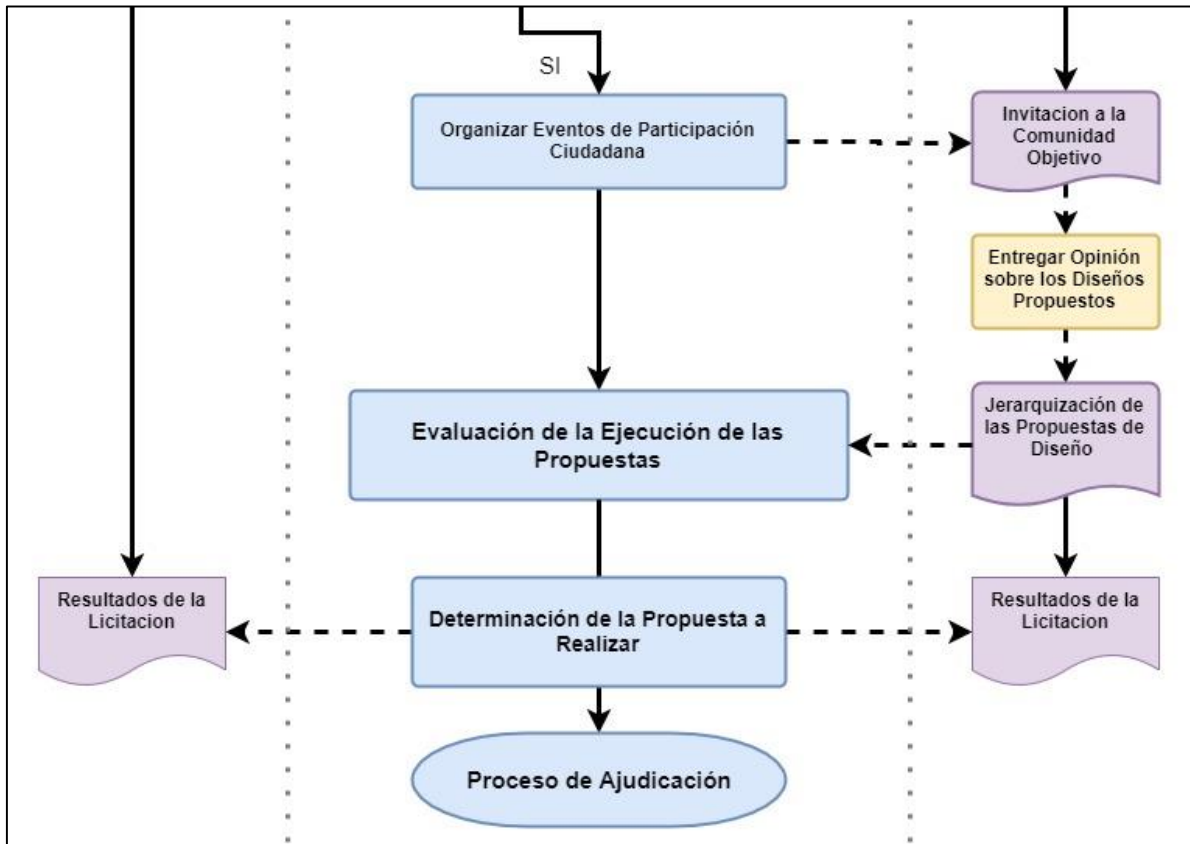 SI
Organizar Eventos de Participación
Ciudadana
Invitacion a la
Comunidad
Objetivo
Entregar Opinión
sobre los Diseños
Propuestos
Evaluación de la Ejecución de las
Propuestas
Jerarquización de
las Propuestas de
Diseño
Resultados de la
Licitacion
Determinación de la Propuesta a
Realizar
Resultados de la
Licitacion
Proceso de Ajudicación